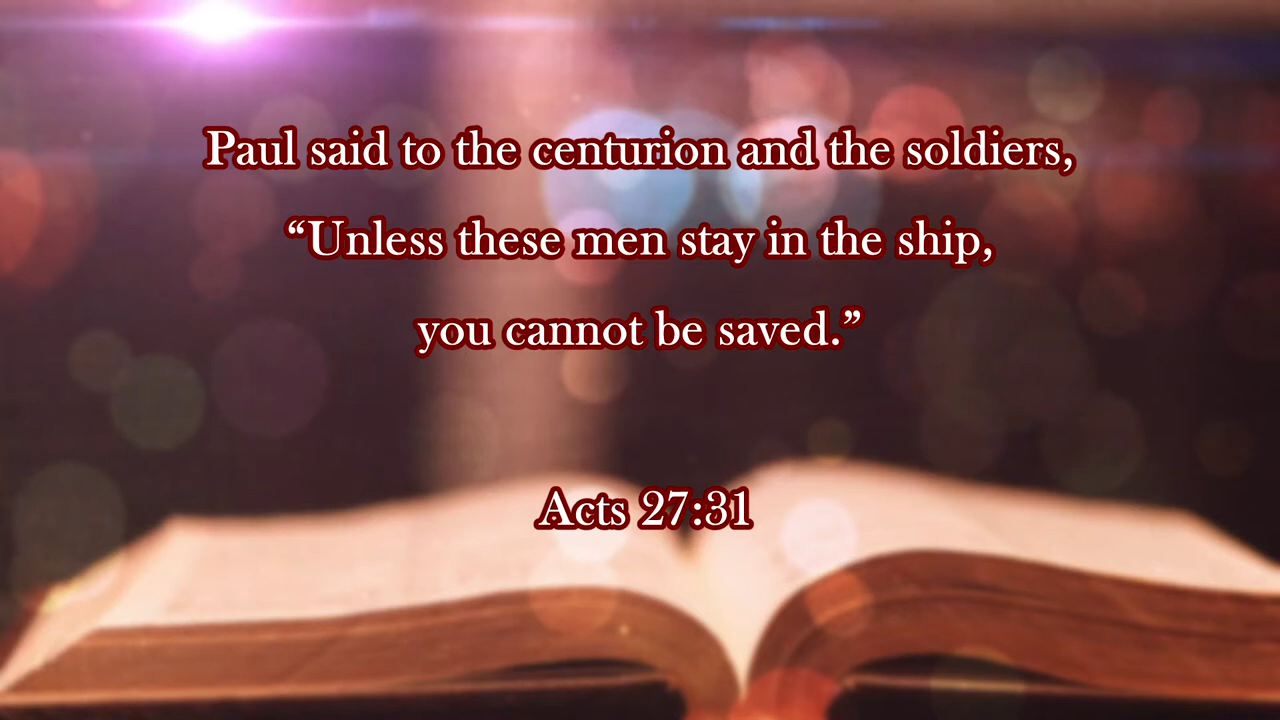 Paul said to the centurion and the soldiers,
“Unless these men stay in the ship,
you cannot be saved.”
Acts 27:31